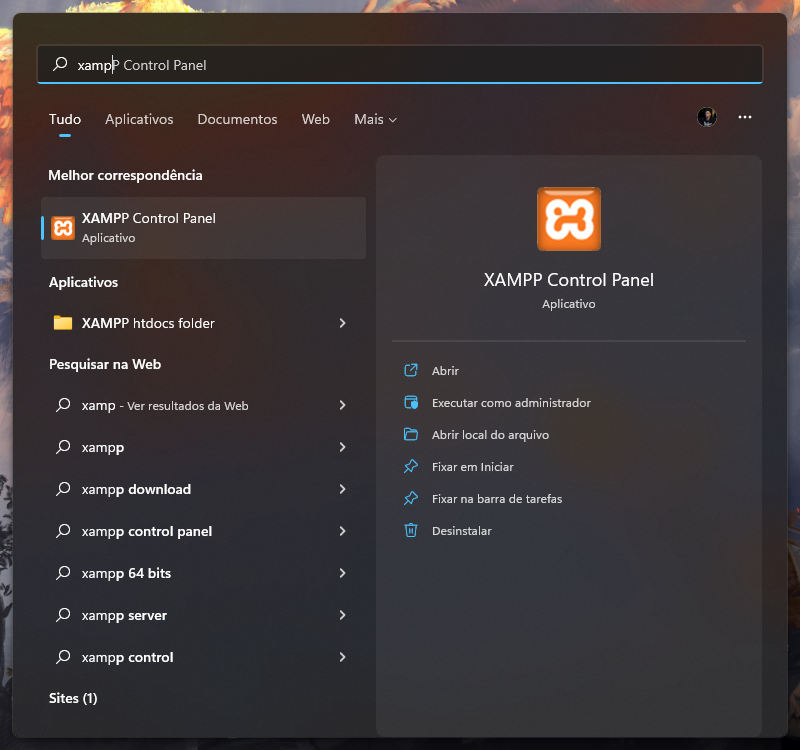 xampP Control Panel
Tudo Aplicativos Documentos Web Mais
Melhor correspondência
XAMPP Control Panel
Aplicativo
Aplicativos
XAMPP htdocs folder
Pesquisar na Web
xamp - Ver resultados da Web
xampp
xampp download
xampp control panel
xampp 64 bits
xampp server
xampp control
Sites (1)
XAMPP Control Panel
Aplicativo
Abrir
Executar como administrador
Abrir local do arquivo
Fixar em Iniciar
Fixar na barra de tarefas
Desinstalar